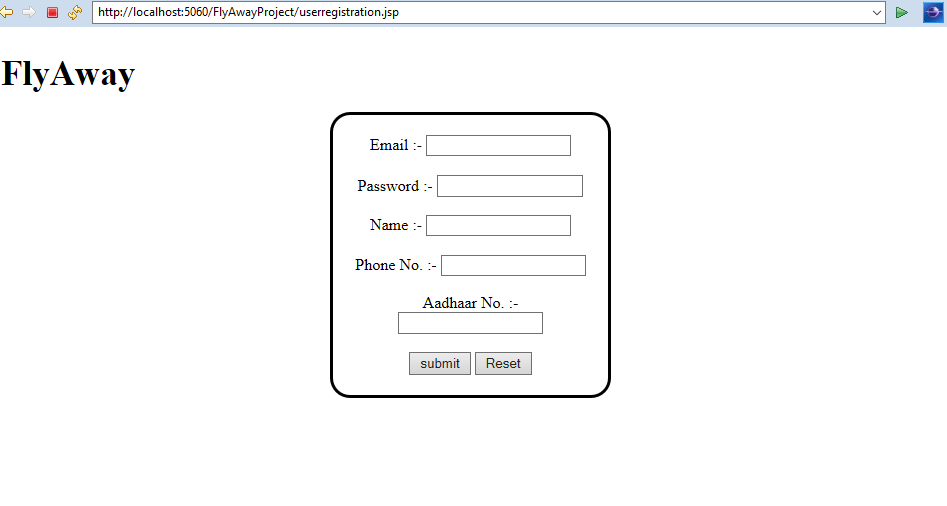 http://localhost:5060/FlyAwayProject/userregistration.jsp
FlyAway
Email :-
Password :-
Name :-
Phone No. :-
Aadhaar No. :-
submit Reset